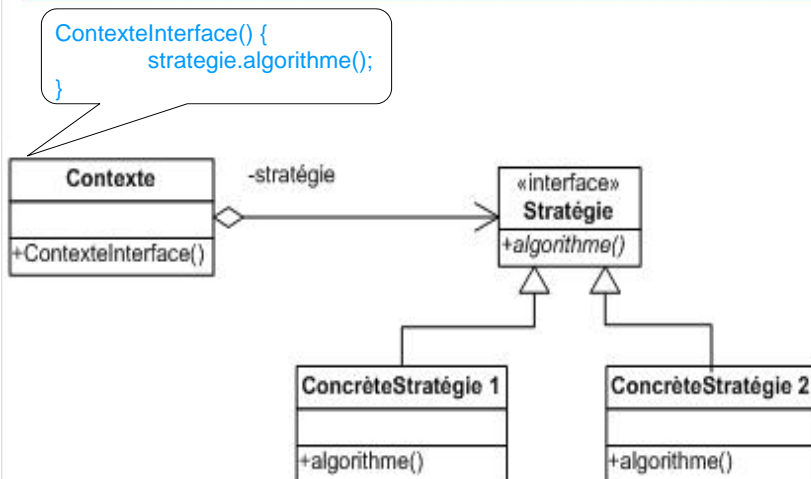 ContexteInterface() {
strategie.algorithme();
}
Contexte
+ContexteInterface()
-stratégie
«interface»
Stratégie
+algorithme()
ConcrèteStratégie 1
+algorithme()
ConcrèteStratégie 2
+algorithme()